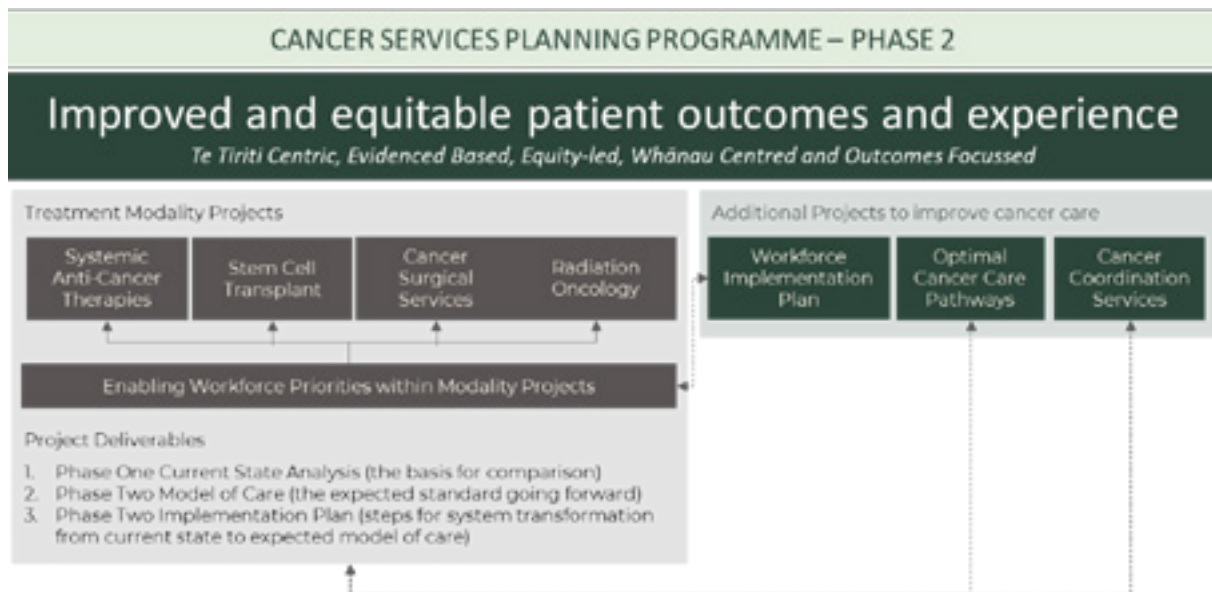 CANCER SERVICES PLANNING PROGRAMME – PHASE 2
Improved and equitable patient outcomes and experience
Te Tiriti Centric, Evidenced Based, Equity-led, Whānau Centred and Outcomes Focussed
Treatment Modality Projects
Systemic
Anti-Cancer
Therapies
Stem Cell
Transplant
Cancer
Surgical
Services
Radiation
Oncology
Enabling Workforce Priorities within Modality Projects
Project Deliverables
1. Phase One Current State Analysis (the basis for comparison)
2. Phase Two Model of Care (the expected standard going forward)
3. Phase Two Implementation Plan (steps for system transformation
from current state to expected model of care)
Additional Projects to improve cancer care
Workforce
Implementation
Plan
Optimal
Cancer Care
Pathways
Cancer
Coordination
Services